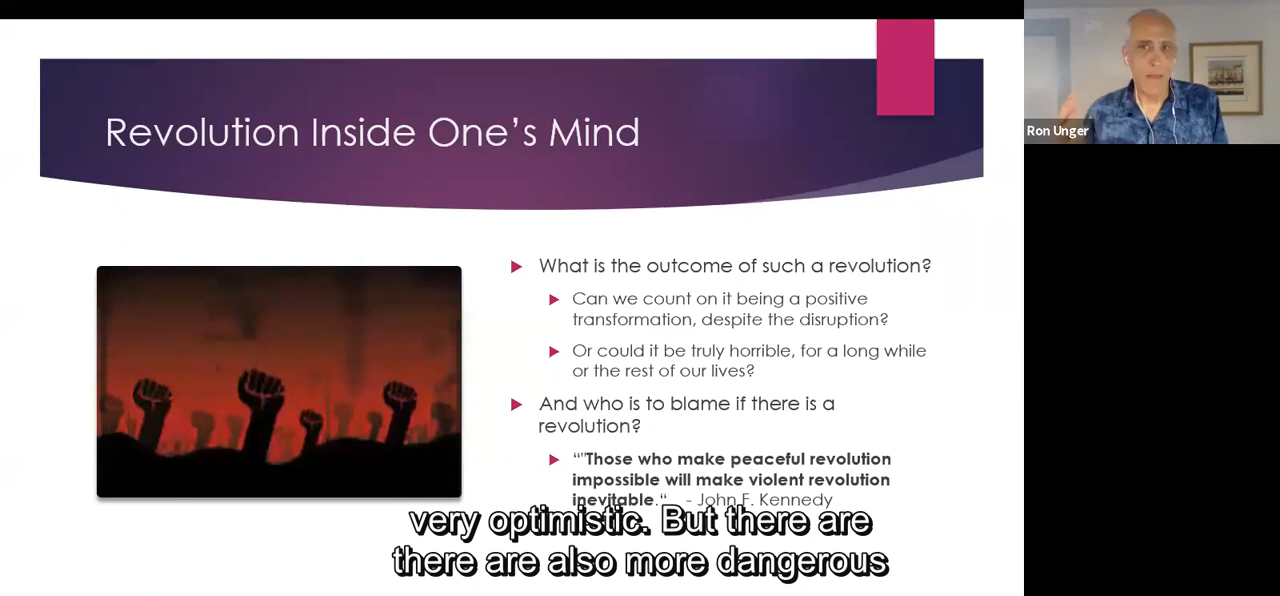 Revolution Inside One's Mind
What is the outcome of such a revolution?
Can we count on it being a positive
transformation, despite the disruption?
Or could it be truly horrible, for a long while
or the rest of our lives?
And who is to blame if there is a
revolution?
“"Those who make peaceful revolution
impossible will make violent revolution
inevitable.“ - John F. Kennedy
very optimistic. But there are
there are also more dangerous
Ron Unger